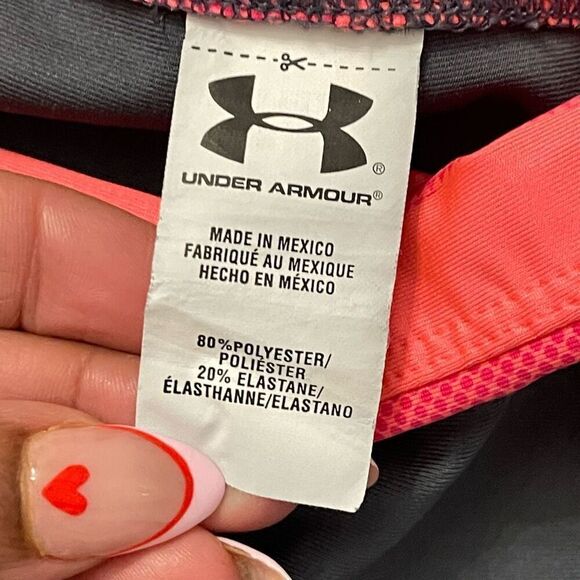 UNDER ARMOUR®
MADE IN MEXICO
FABRIQUÉ AU MEXIQUE
HECHO EN MÉXICO
80%POLYESTER/
POLIÉSTER
20% ELASTANE/
ÉLASTHANNE/ELASTANO